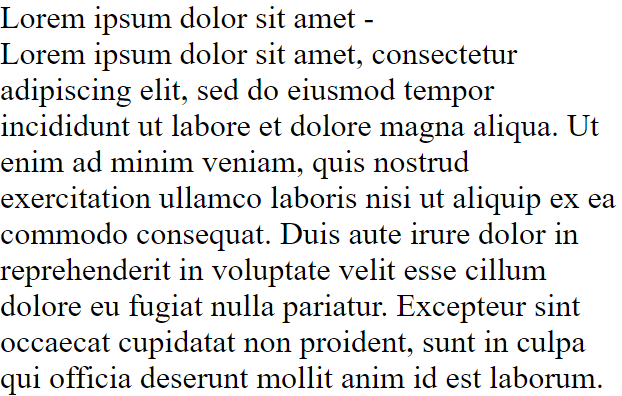 Lorem ipsum dolor sit amet -
Lorem ipsum dolor sit amet, consectetur
adipiscing elit, sed do eiusmod tempor
incididunt ut labore et dolore magna aliqua. Ut
enim ad minim veniam, quis nostrud
exercitation ullamco laboris nisi ut aliquip ex ea
commodo consequat. Duis aute irure dolor in
reprehenderit in voluptate velit esse cillum
dolore eu fugiat nulla pariatur. Excepteur sint
occaecat cupidatat non proident, sunt in culpa
qui officia deserunt mollit anim id est laborum.